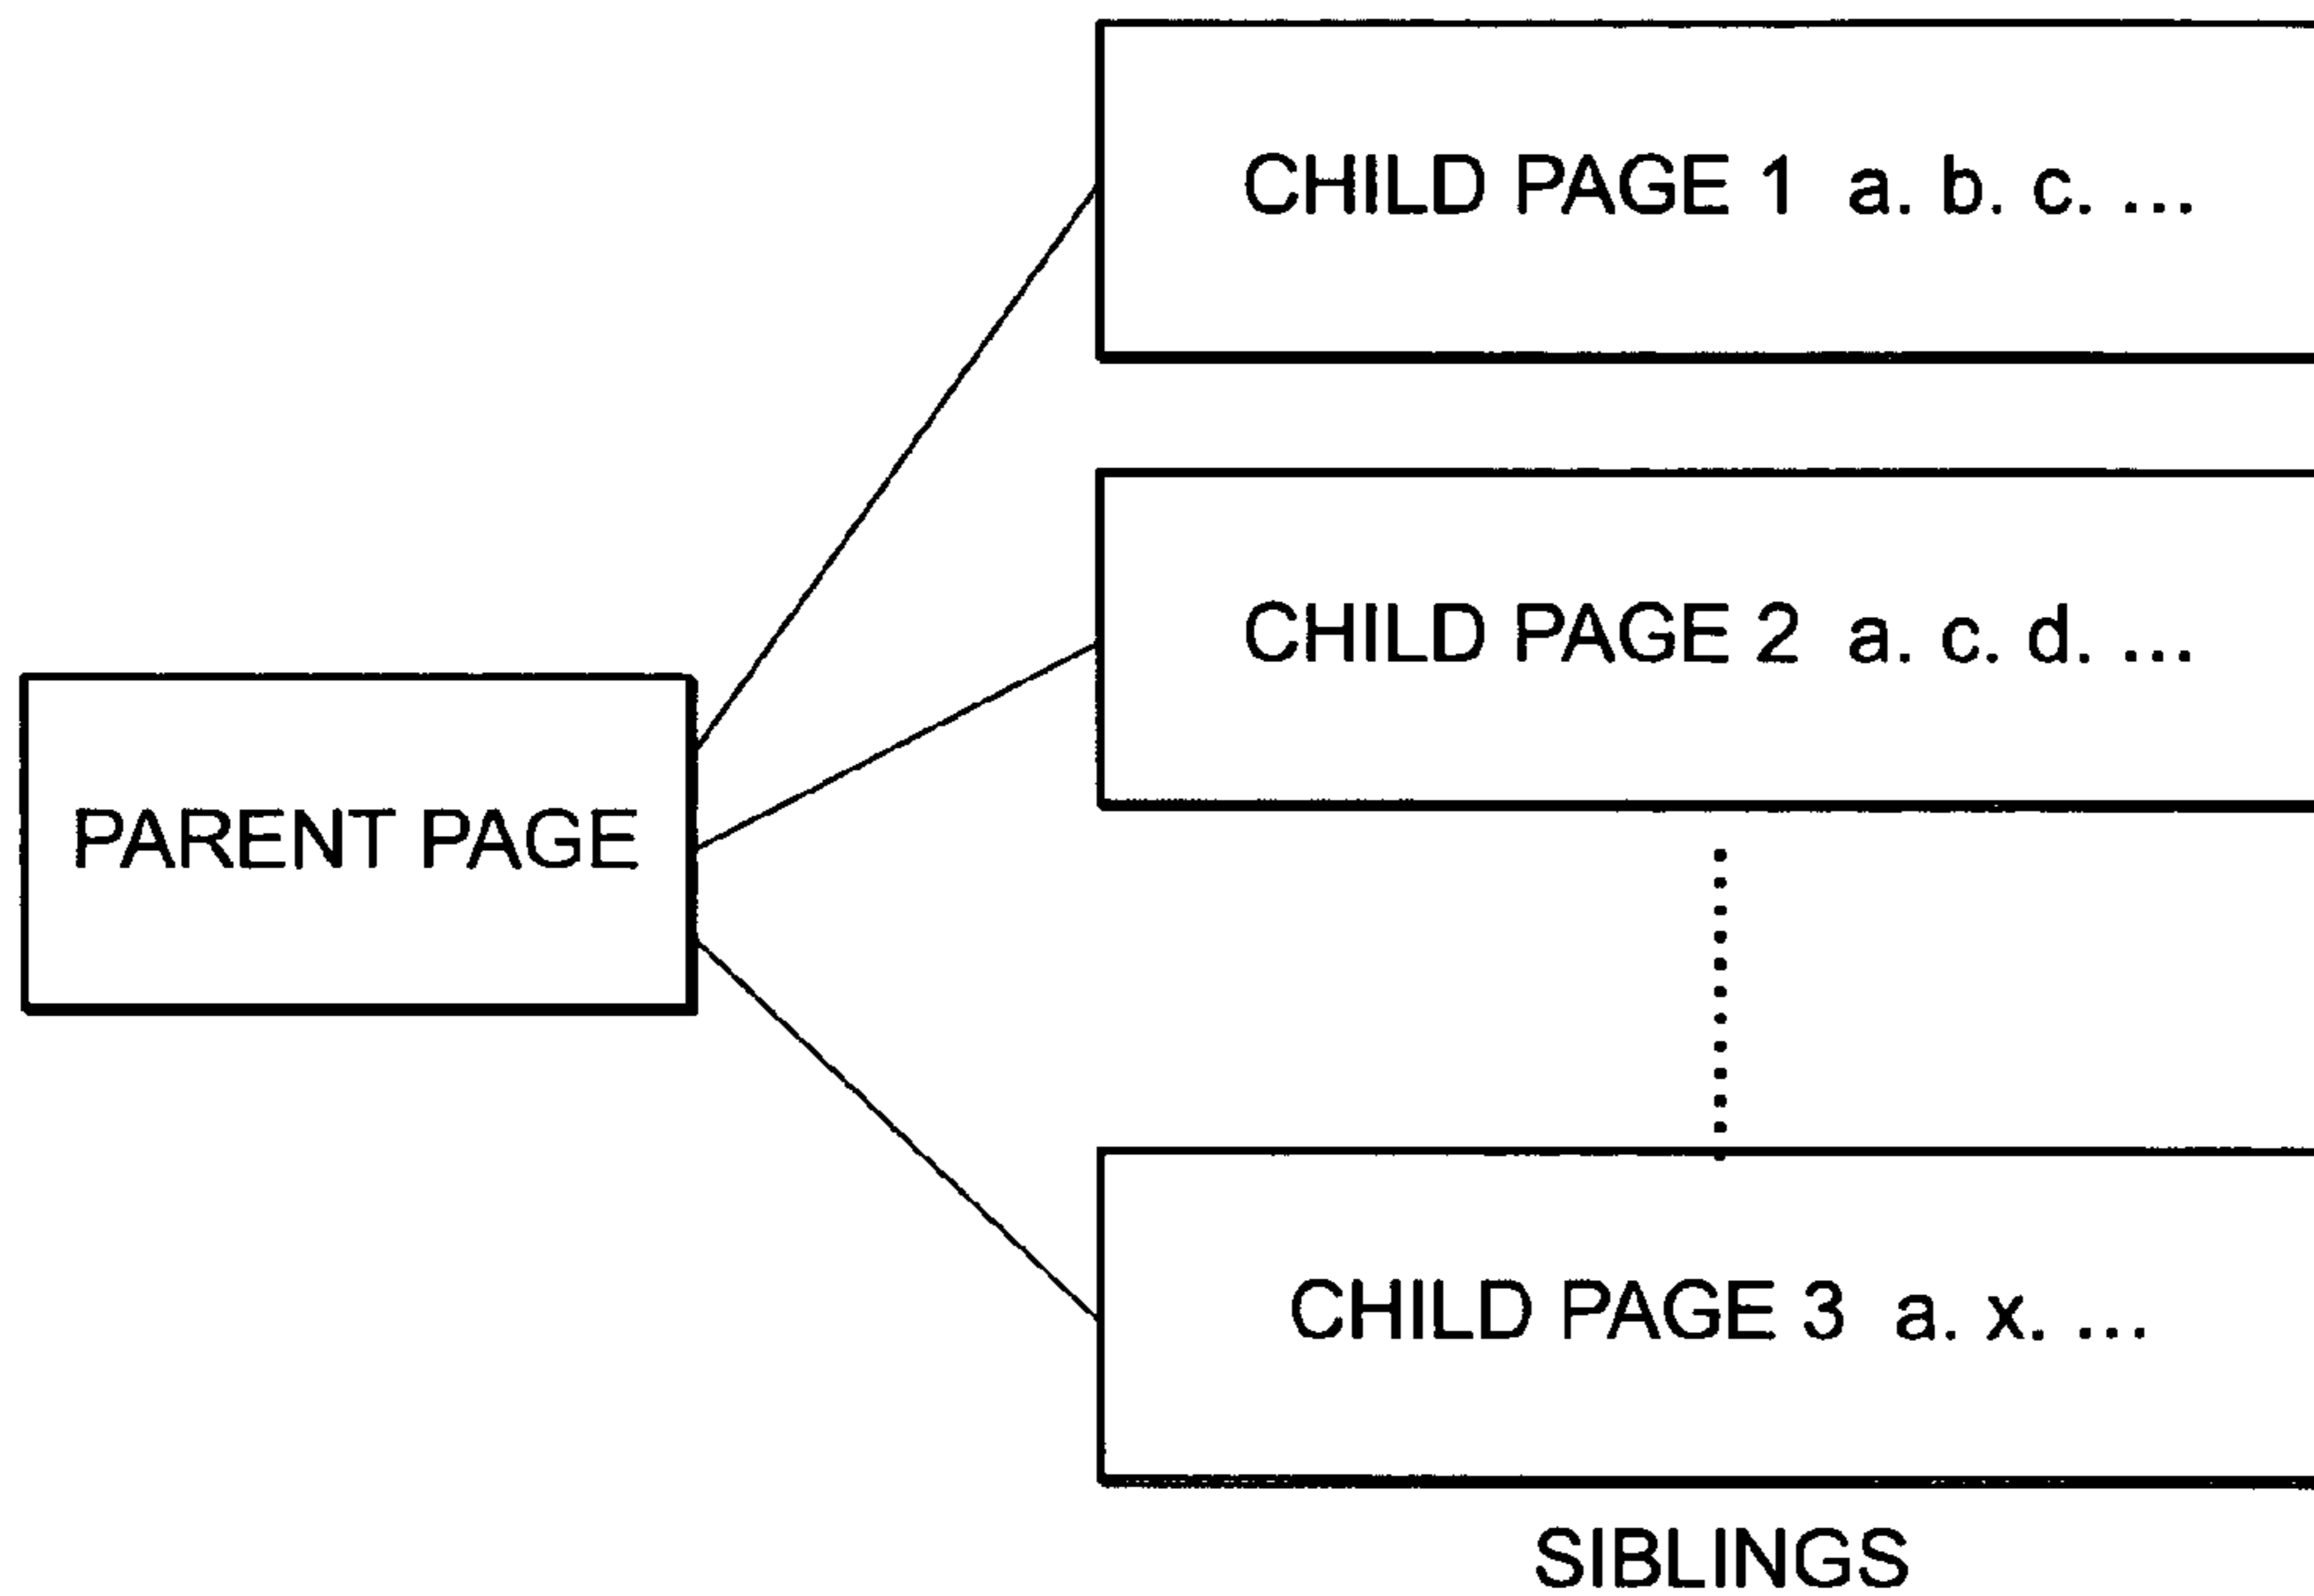 CHILD PAGE 1 a. b. c. ...
CHILD PAGE 2 a. c. d. ...
PARENT PAGE
CHILD PAGE 3 a. x. ...
SIBLINGS